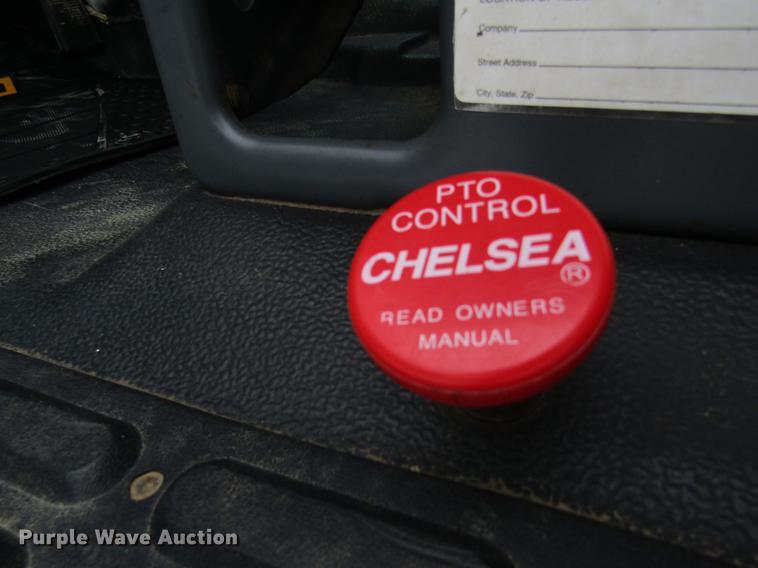 Company
Street Address
City, State, Zip
PTO
CONTROL
CHELSEA®
READ OWNERS
MANUAL
Purple Wave Auction